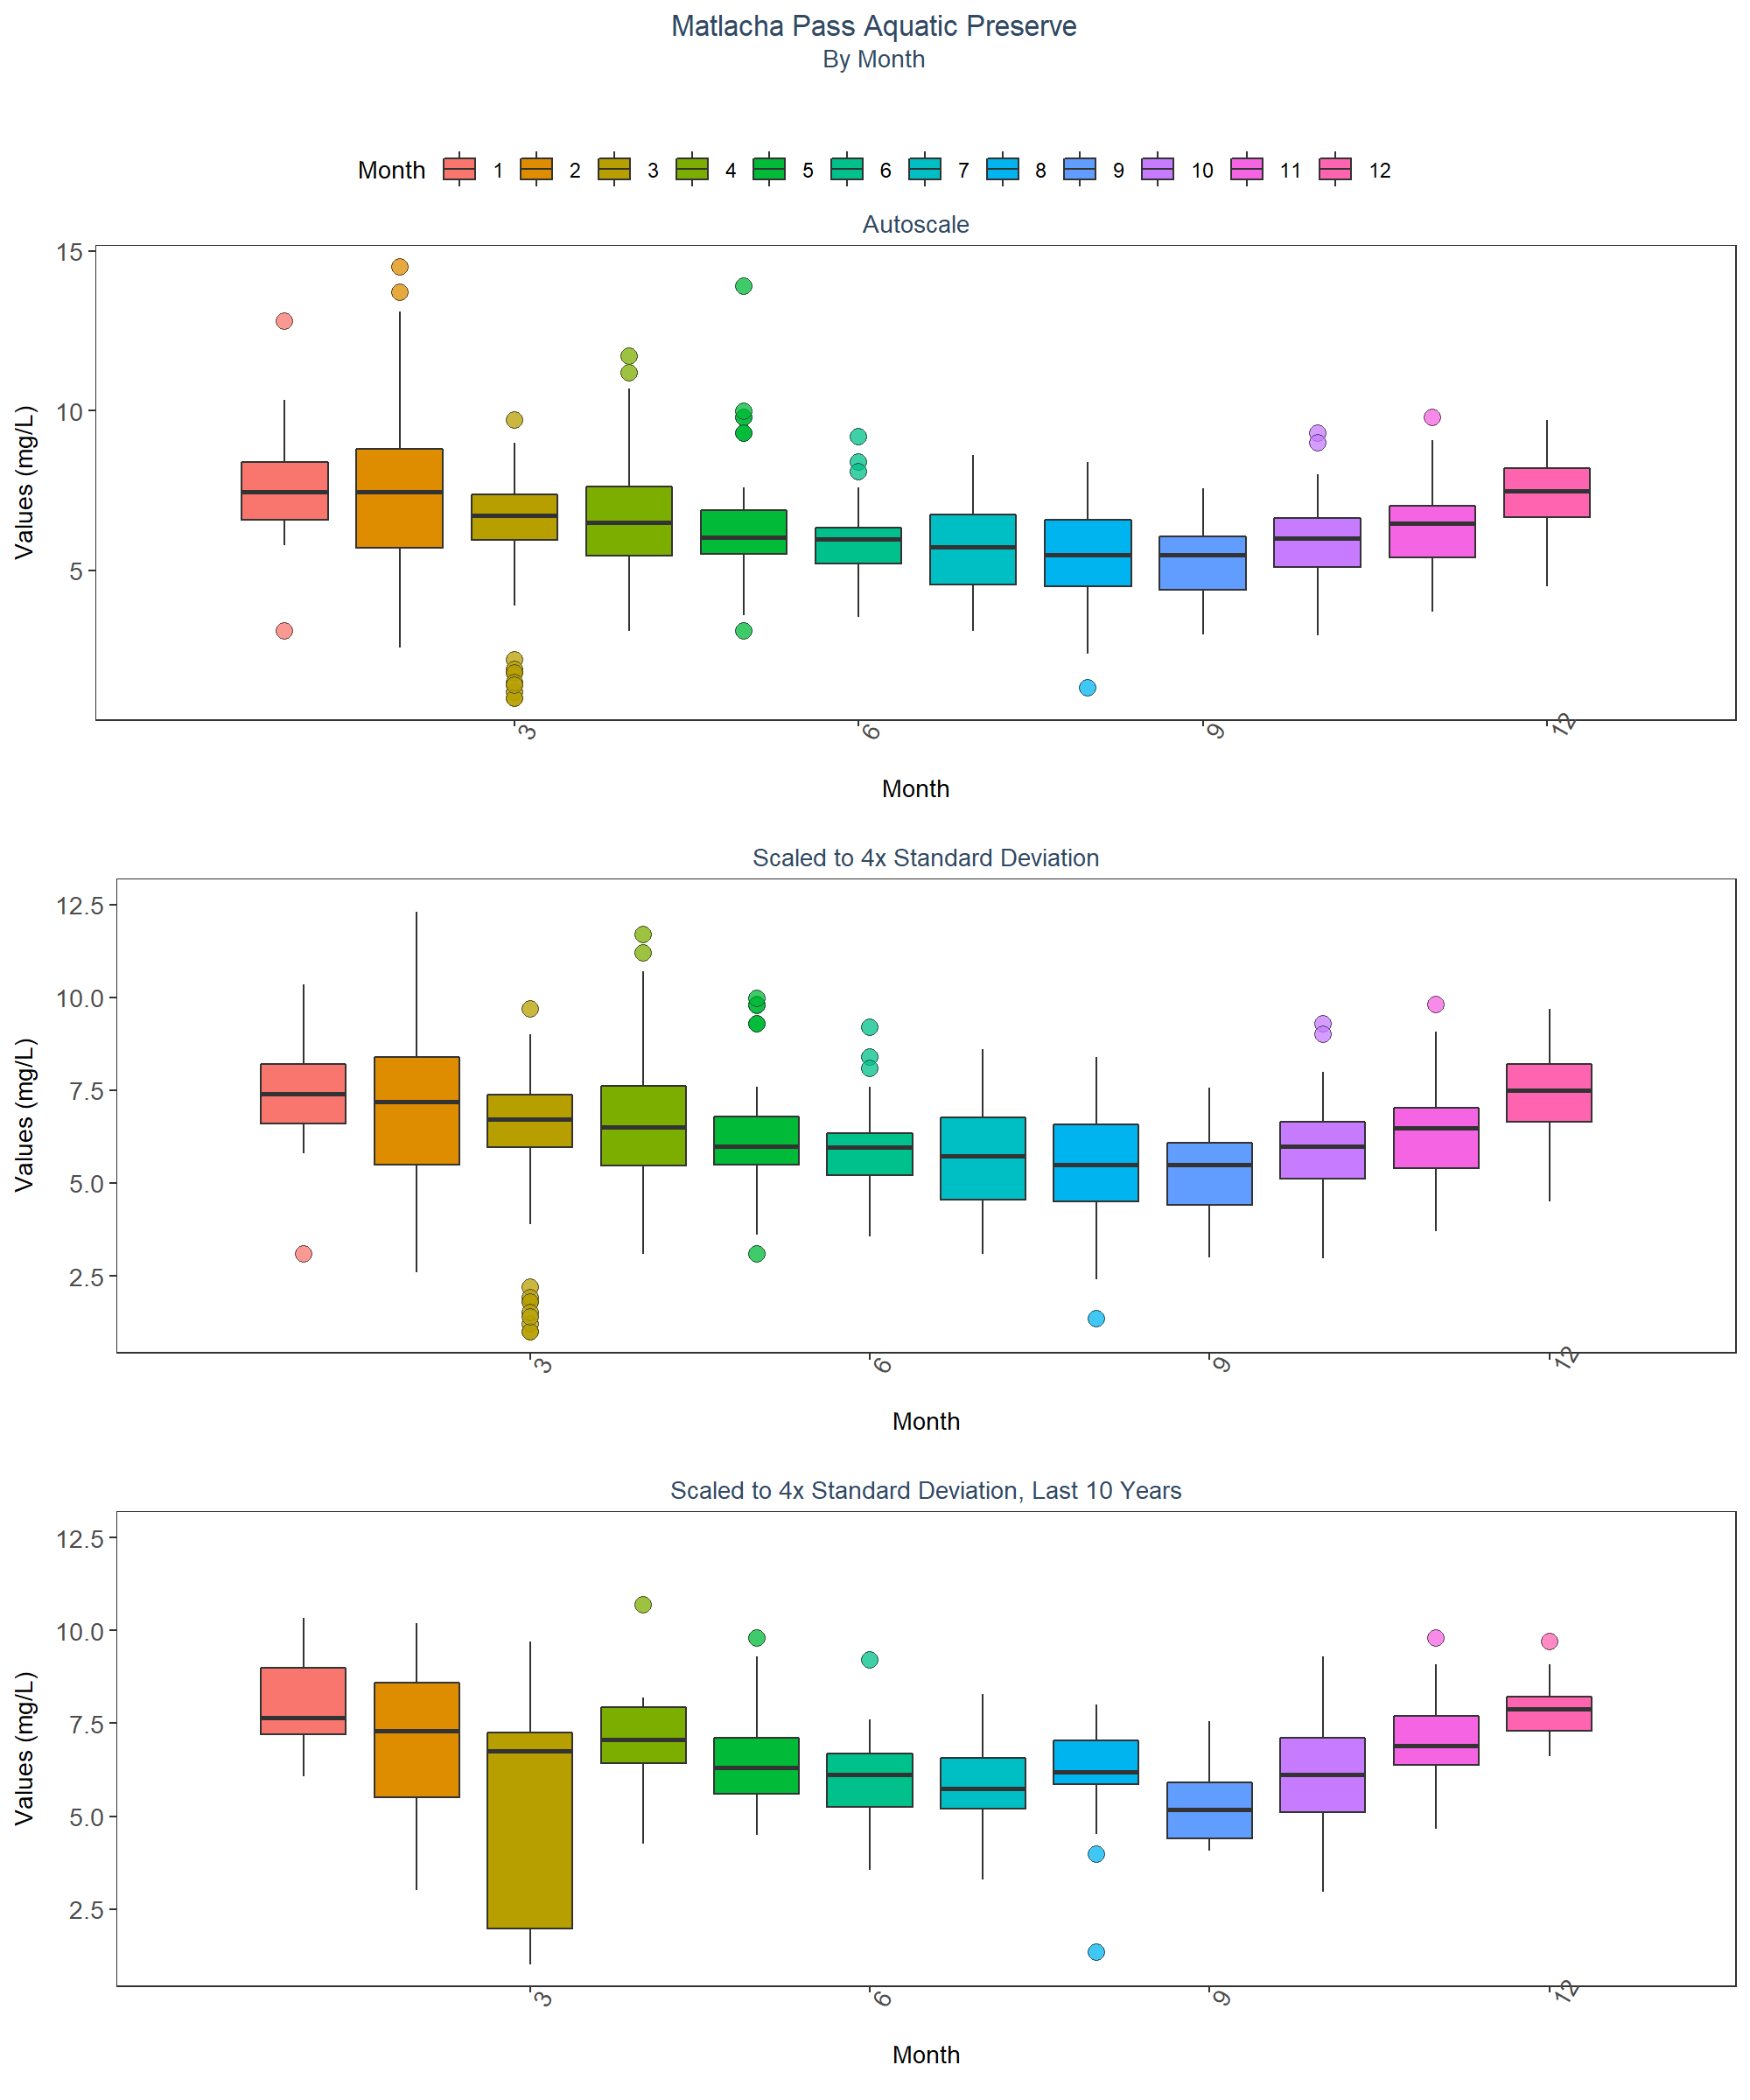 Matlacha Pass Aquatic Preserve
By Month
Month 1 2 3 4 5 6 7 8 9 10 11 12
Autoscale
Values (mg/L)
15
10
5
3 6 9 12
Month
Scaled to 4x Standard Deviation
Values (mg/L)
12.5
10.0
7.5
5.0
2.5
3 6 9 12
Month
Scaled to 4x Standard Deviation, Last 10 Years
Values (mg/L)
12.5
10.0
7.5
5.0
2.5
3 6 9 12
Month